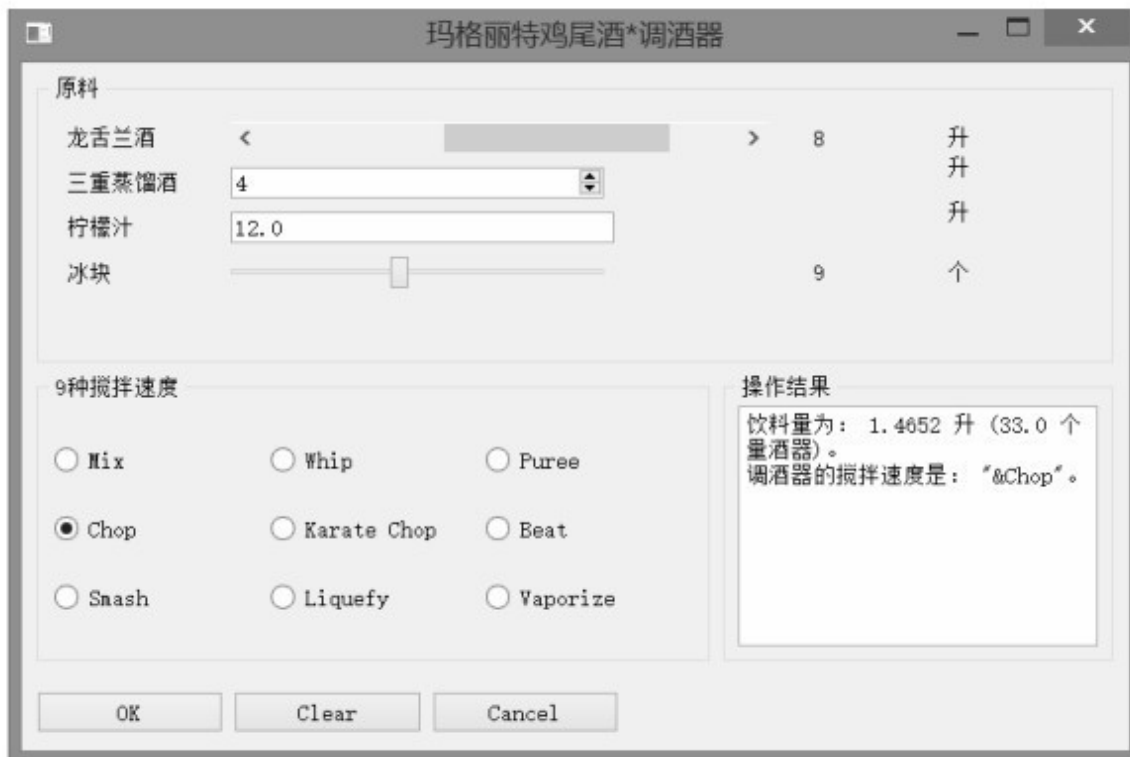 玛格丽特鸡尾酒*调酒器
原料
龙舌兰酒 8 升
三重蒸馏酒 4 升
柠檬汁 12.0 升
冰块 9 个
9种搅拌速度
Mix Whip Puree
Chop Karate Chop Beat
Smash Liquefy Vaporize
操作结果
饮料量为: 1.4652 升 (33.0 个
量酒器)。
调酒器的搅拌速度是: "&Chop"。
OK Clear Cancel